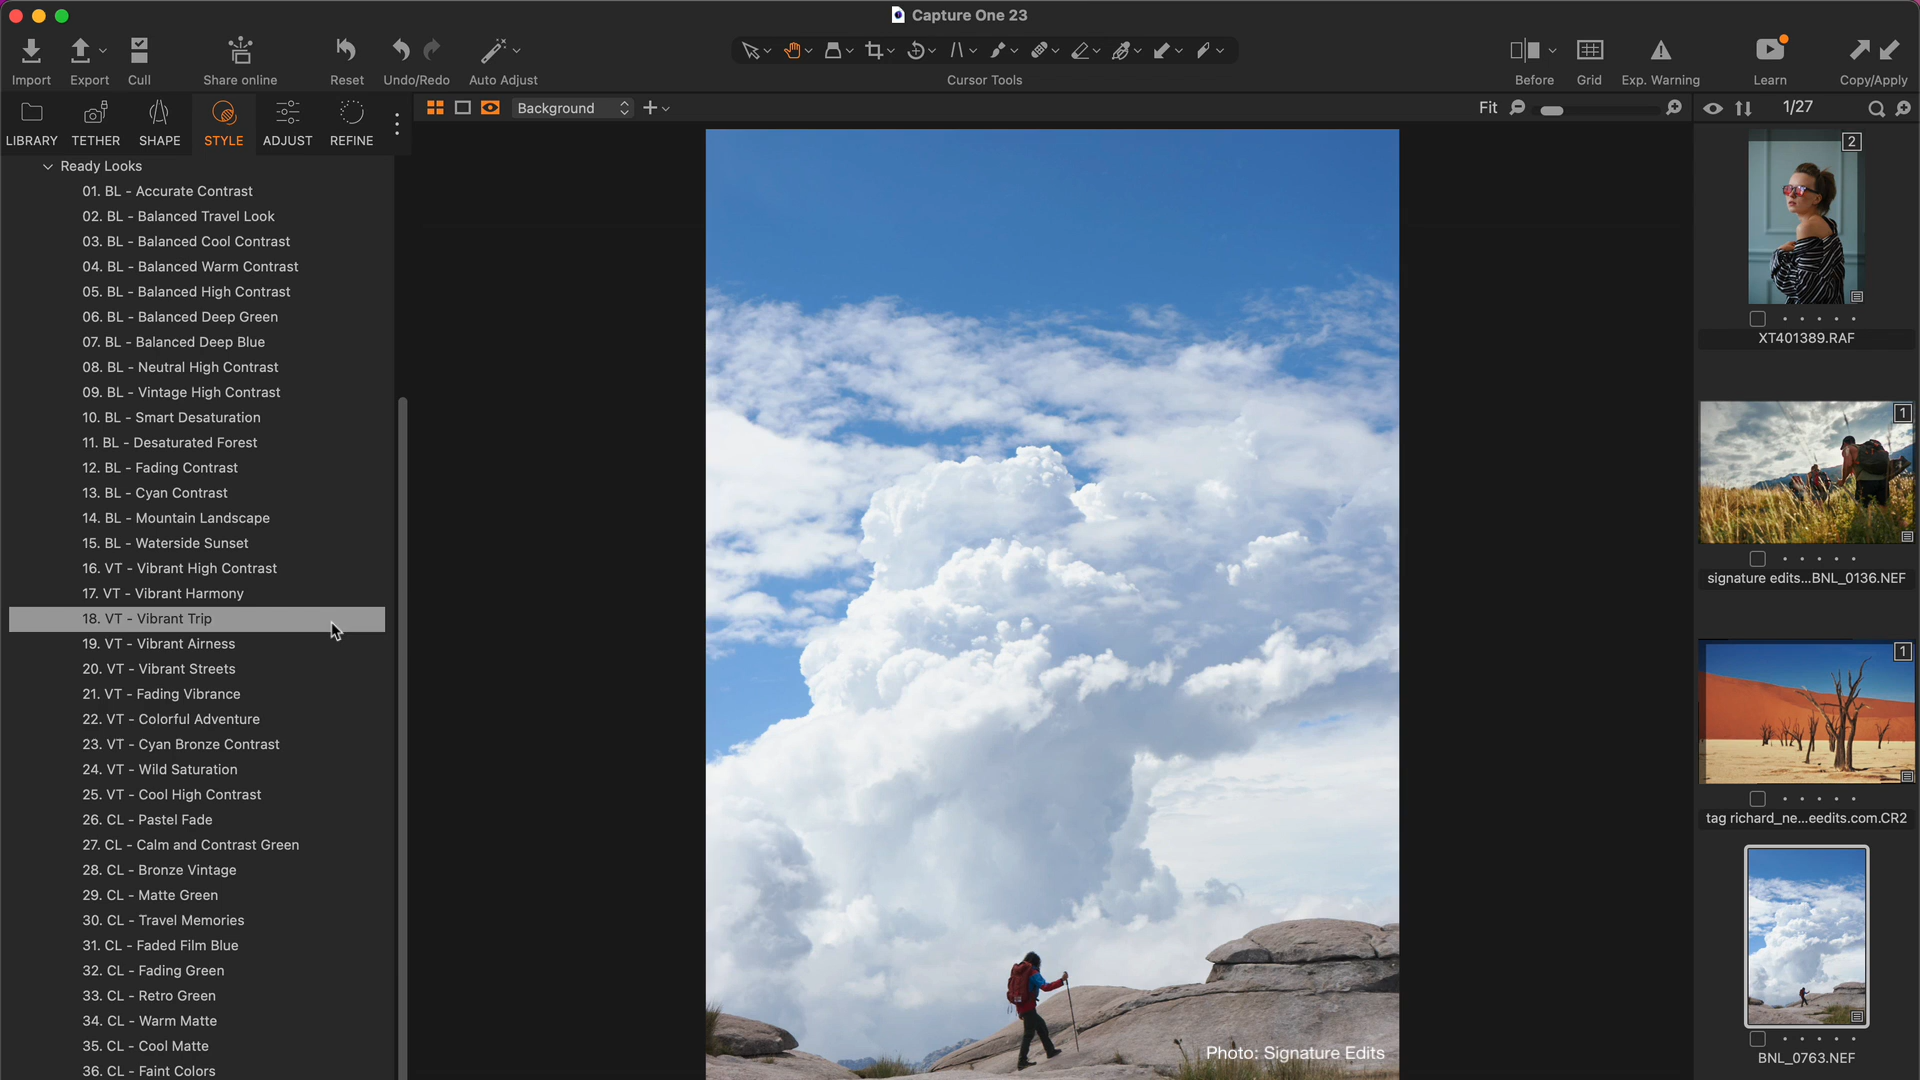 Capture One 23
Import
Export
Cull
Share online
Reset
Undo/Redo
Auto Adjust
Cursor Tools
Before
Grid
Exp. Warning
Learn
Copy/Apply
LIBRARY
TETHER
SHAPE
STYLE
ADJUST
REFINE
Background
Fit
1/27
Ready Looks
01. BL - Accurate Contrast
02. BL - Balanced Travel Look
03. BL - Balanced Cool Contrast
04. BL - Balanced Warm Contrast
05. BL - Balanced High Contrast
06. BL - Balanced Deep Green
07. BL - Balanced Deep Blue
08. BL - Neutral High Contrast
09. BL - Vintage High Contrast
10. BL - Smart Desaturation
11. BL - Desaturated Forest
12. BL - Fading Contrast
13. BL - Cyan Contrast
14. BL - Mountain Landscape
15. BL - Waterside Sunset
16. VT - Vibrant High Contrast
17. VT - Vibrant Harmony
18. VT - Vibrant Trip
19. VT - Vibrant Airness
20. VT - Vibrant Streets
21. VT - Fading Vibrance
22. VT - Colorful Adventure
23. VT - Cyan Bronze Contrast
24. VT - Wild Saturation
25. VT - Cool High Contrast
26. CL - Pastel Fade
27. CL - Calm and Contrast Green
28. CL - Bronze Vintage
29. CL - Matte Green
30. CL - Travel Memories
31. CL - Faded Film Blue
32. CL - Fading Green
33. CL - Retro Green
34. CL - Warm Matte
35. CL - Cool Matte
36. CL - Faint Colors
Photo: Signature Edits
2
XT401389.RAF
1
signature edits...BNL_0136.NEF
1
tag richard_ne...eedits.com.CR2
BNL_0763.NEF